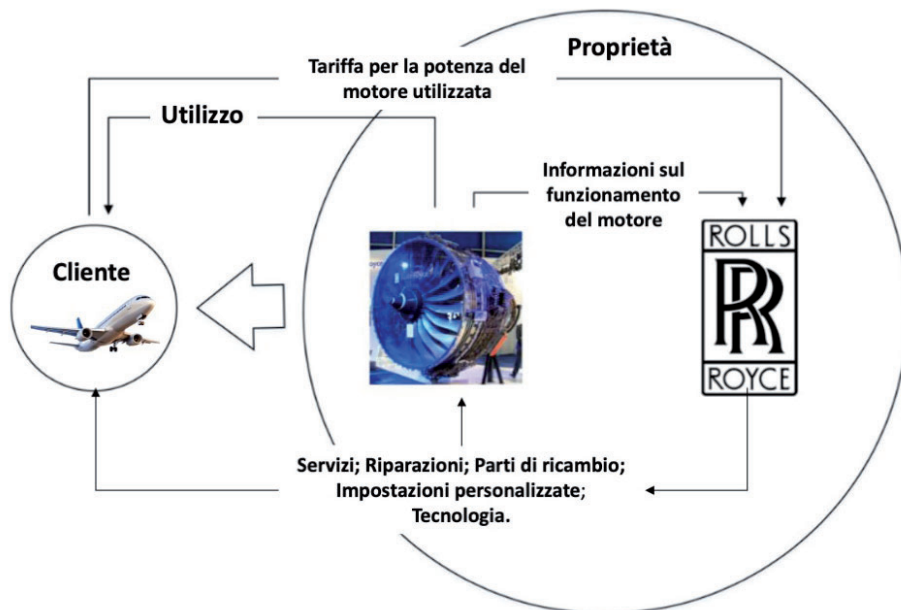 Proprietà
Tariffa per la potenza del
motore utilizzata
Utilizzo
Informazioni sul
funzionamento
del motore
Cliente
ROLLS
RR
ROYCE
Servizi; Riparazioni; Parti di ricambio;
Impostazioni personalizzate;
Tecnologia.